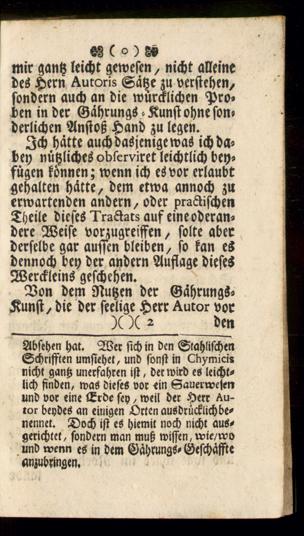 ( o )
mir gantz leicht gewesen, nicht alleine
des Hern Autoris Sätze zu verstehen,
sondern auch an die würcklichen Pro-
ben in der Gährungs-Kunst ohne son-
derlichen Anstoß Hand zu legen.
Ich hätte auch dasjenige was ich da-
bey nützliches observiret leichtlich bey-
fügen können; wenn ich es vor erlaubt
gehalten hätte, dem etwa annoch zu
erwartenden andern, oder practischen
Theile dieses Tractats auf eine oder an-
dere Weise vorzugreiffen, solte aber
derselbe gar aussen bleiben, so kan es
dennoch bey der andern Auflage dieses
Werckleins geschehen.
Von dem Nutzen der Gährungs-
Kunst, die der seelige Herr Autor vor
)( )( 2 den
Absehen hat. Wer sich in den Stahlischen
Schrifften umsiehet, und sonst in Chymicis
nicht gantz unerfahren ist, der wird es leicht-
lich finden, was dieses vor ein Sauerwesen
und vor eine Erde sey, weil der Herr Au-
tor beydes an einigen Orten ausdrücklich be-
nennet. Doch ist es hiemit noch nicht aus-
gerichtet, sondern man muß wissen, wie/wo
und wenn es in dem Gährungs-Geschäffte
anzubringen.